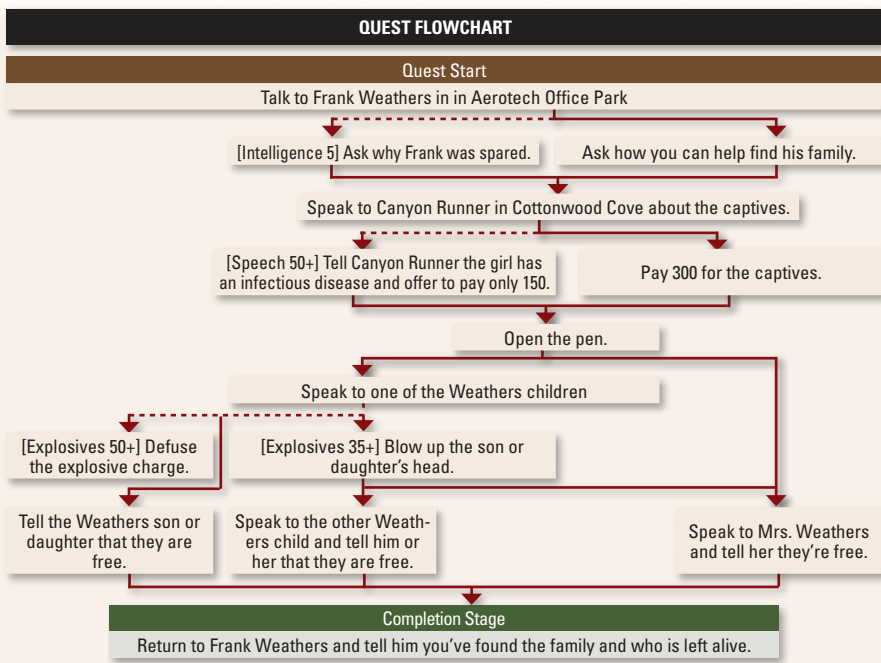 QUEST FLOWCHART
Quest Start
Talk to Frank Weathers in in Aerotech Office Park
[Intelligence 5] Ask why Frank was spared.
Ask how you can help find his family.
Speak to Canyon Runner in Cottonwood Cove about the captives.
[Speech 50+] Tell Canyon Runner the girl has
an infectious disease and offer to pay only 150.
Pay 300 for the captives.
Open the pen.
Speak to one of the Weathers children
[Explosives 50+] Defuse
the explosive charge.
[Explosives 35+] Blow up the son or
daughter's head.
Tell the Weathers son or
daughter that they are
free.
Speak to the other Weath-
ers child and tell him or
her that they are free.
Speak to Mrs. Weathers
and tell her they're free.
Completion Stage
Return to Frank Weathers and tell him you've found the family and who is left alive.